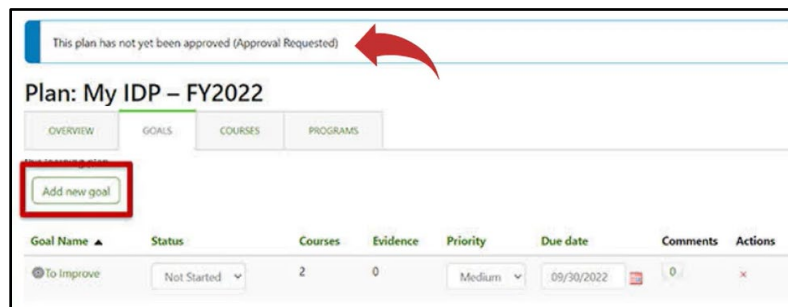 This plan has not yet been approved (Approval Requested)
Plan: My IDP – FY2022
OVERVIEW GOALS COURSES PROGRAMS
learning plan
Add new goal
Goal Name ▲ Status Courses Evidence Priority Due date Comments Actions
To Improve Not Started 2 0 Medium 09/30/2022 0 ×